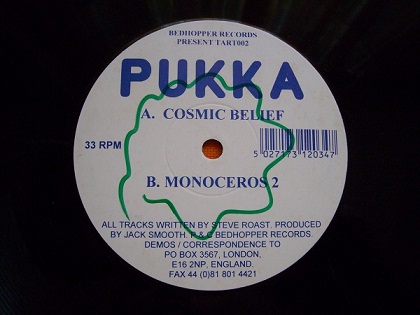 BEDHOPPER RECORDS
PRESENT TART002
PUKKA
A. COSMIC BELIEF
33 RPM
5 027173 120347
B. MONOCEROS 2
ALL TRACKS WRITTEN BY STEVE ROAST. PRODUCED
BY JACK SMOOTH. P & C BEDHOPPER RECORDS
DEMOS / CORRESPONDENCE TO
PO BOX 3567, LONDON.
E16 2NP, ENGLAND.
FAX 44 (0)81 801 4421